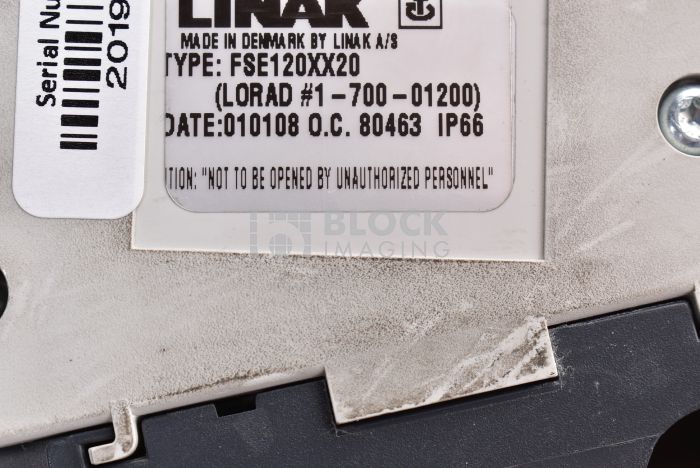 Serial Nu
2019
LINAK
MADE IN DENMARK BY LINAK A/S
TYPE: FSE120XX20
(LORAD #1-700-01200)
DATE:010108 O.C. 80463 IP66
TION: "NOT TO BE OPENED BY UNAUTHORIZED PERSONNEL"
BLOCK
IMAGING